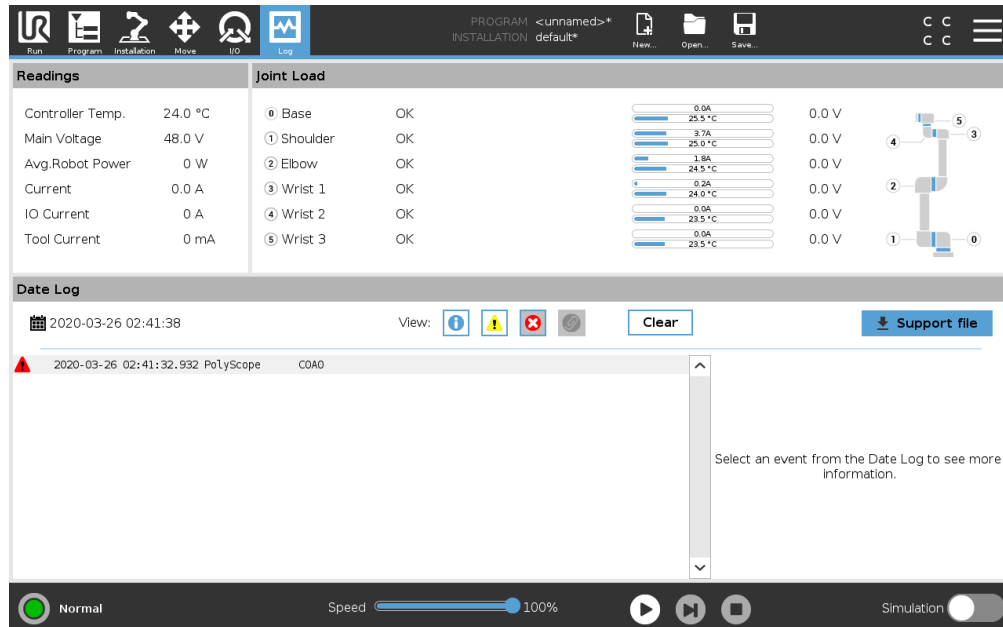 UR
PROGRAM <unnamed>*
INSTALLATION default*
C C
C C
Run Program Installation Move I/O Log New... Open... Save...
Readings
Joint Load
Controller Temp. 24.0 °C
Main Voltage 48.0 V
Avg.Robot Power 0 W
Current 0.0 A
IO Current 0 A
Tool Current 0 mA
0 Base OK 0.0A 25.5 °C 0.0 V
1 Shoulder OK 3.7A 25.0 °C 0.0 V
2 Elbow OK 1.8A 24.5 °C 0.0 V
3 Wrist 1 OK 0.2A 24.0 °C 0.0 V
4 Wrist 2 OK 0.0A 23.5 °C 0.0 V
5 Wrist 3 OK 0.0A 23.5 °C 0.0 V
5
4 3
2
1 0
Date Log
2020-03-26 02:41:38 View: Clear Support file
2020-03-26 02:41:32.932 PolyScope C0A0
Select an event from the Date Log to see more
information.
Normal Speed 100% Simulation